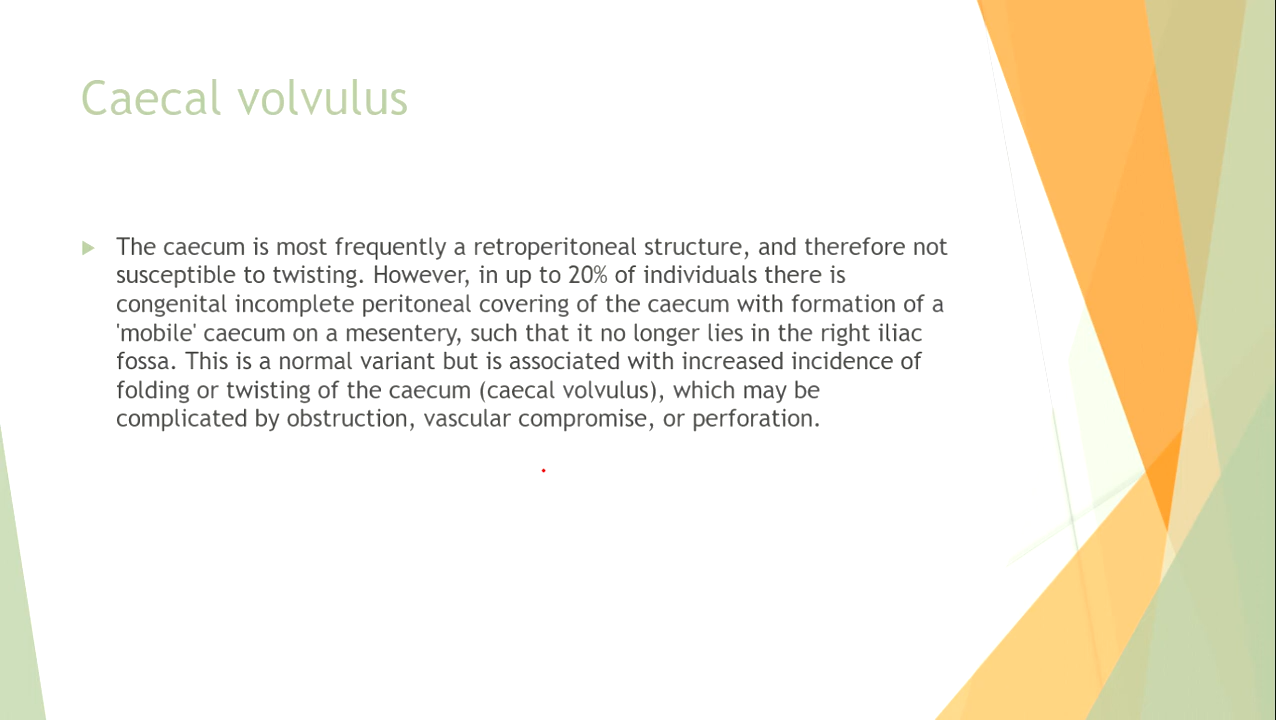 Caecal volvulus
The caecum is most frequently a retroperitoneal structure, and therefore not
susceptible to twisting. However, in up to 20% of individuals there is
congenital incomplete peritoneal covering of the caecum with formation of a
'mobile' caecum on a mesentery, such that it no longer lies in the right iliac
fossa. This is a normal variant but is associated with increased incidence of
folding or twisting of the caecum (caecal volvulus), which may be
complicated by obstruction, vascular compromise, or perforation.